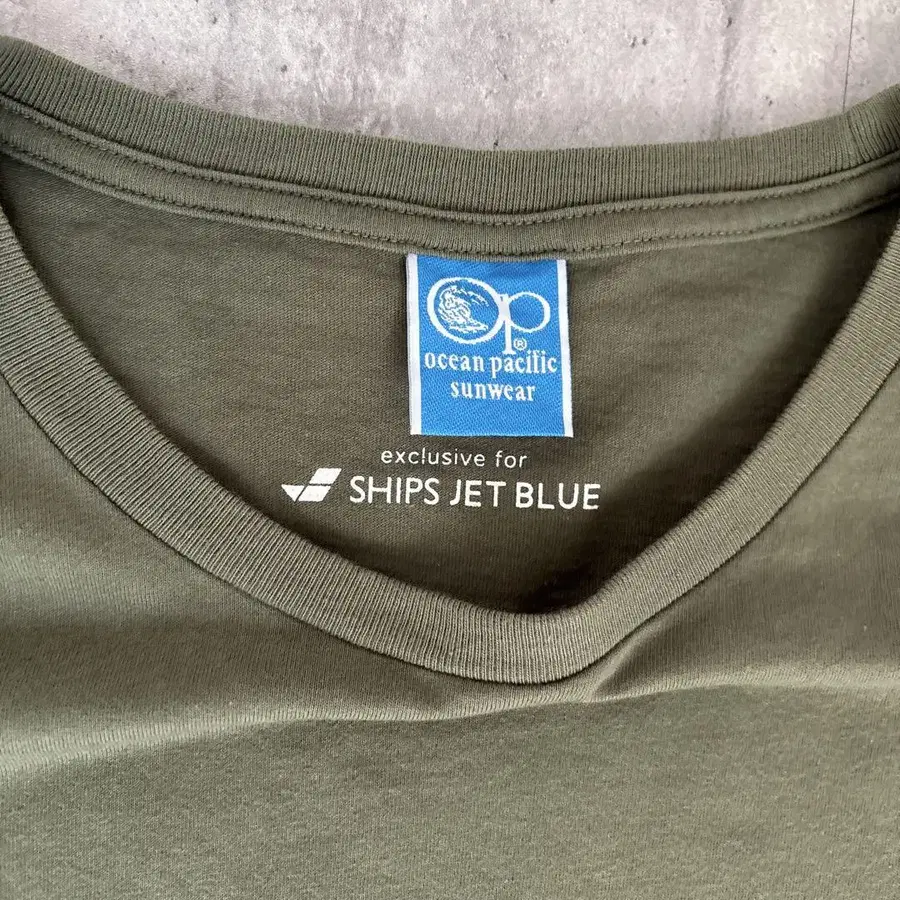 Op®
ocean pacific
sunwear
exclusive for
SHIPS JET BLUE